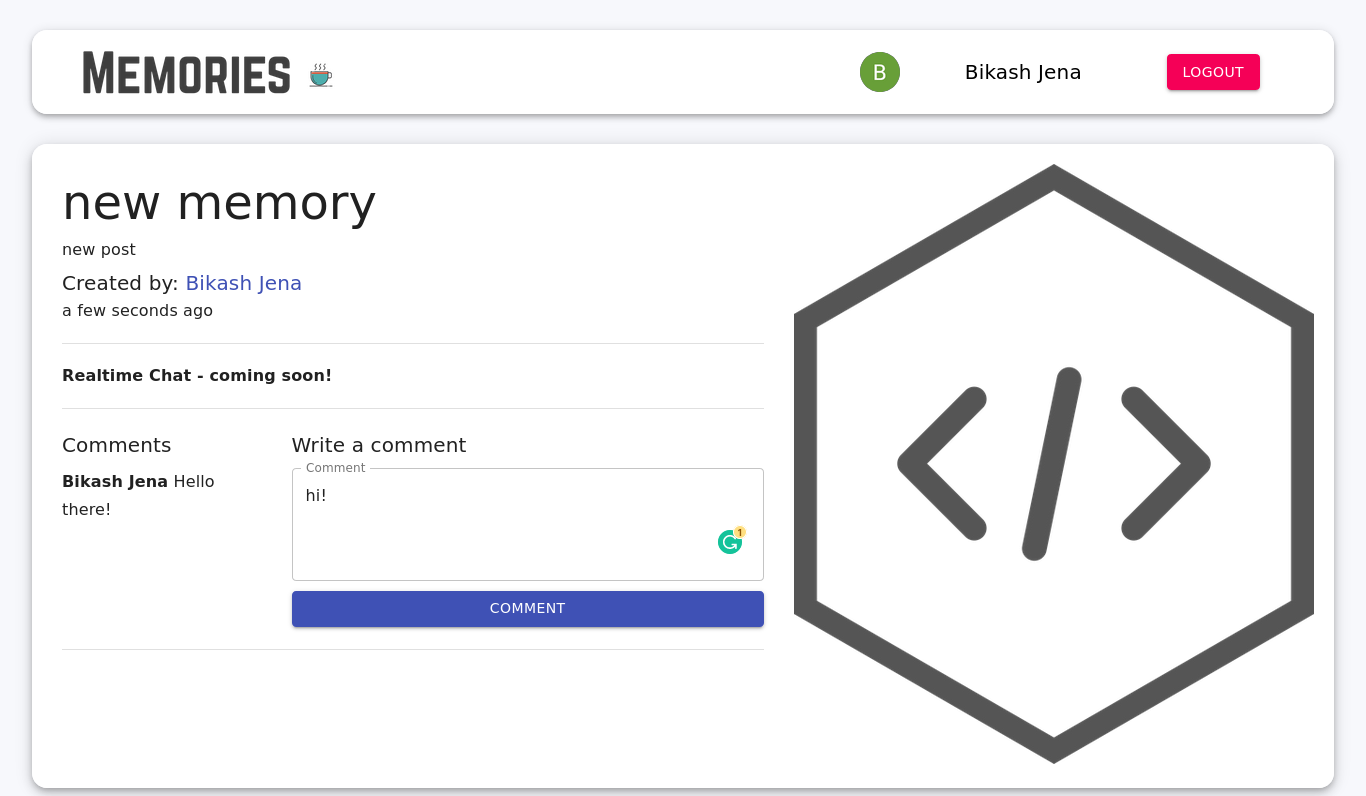 MEMORIES
B
Bikash Jena
LOGOUT
new memory
new post
Created by: Bikash Jena
a few seconds ago
Realtime Chat - coming soon!
Comments
Bikash Jena Hello
there!
Write a comment
Comment
hi!
1
COMMENT